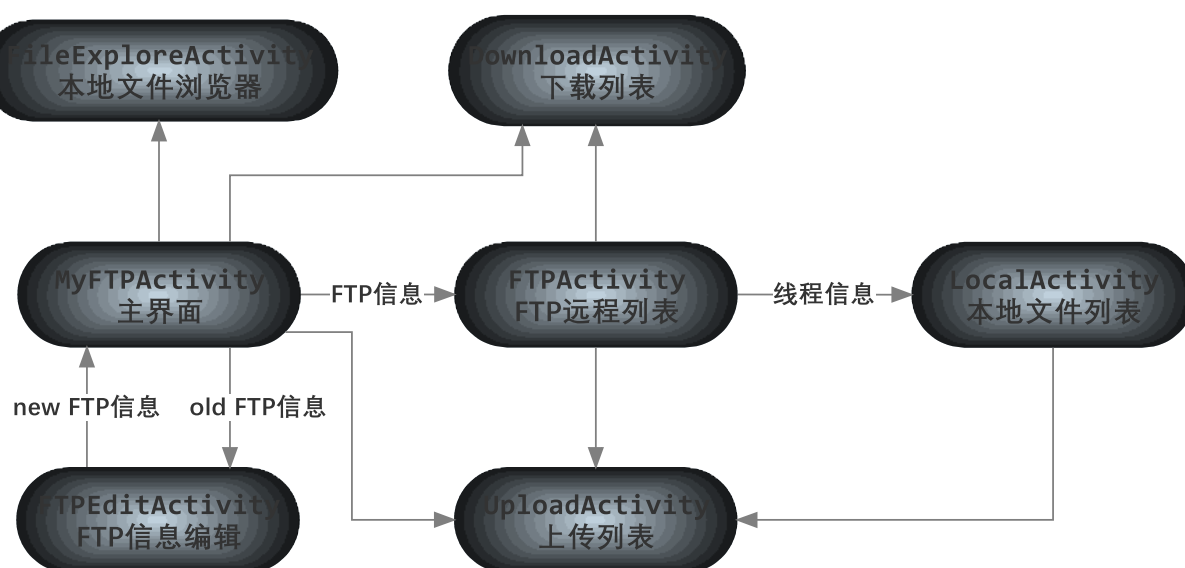 FileExploreActivity
本地文件浏览器
DownloadActivity
下载列表
MyFTPActivity
主界面
FTP信息
FTPActivity
FTP远程列表
线程信息
LocalActivity
本地文件列表
new FTP信息
old FTP信息
FTPEditActivity
FTP信息编辑
UploadActivity
上传列表